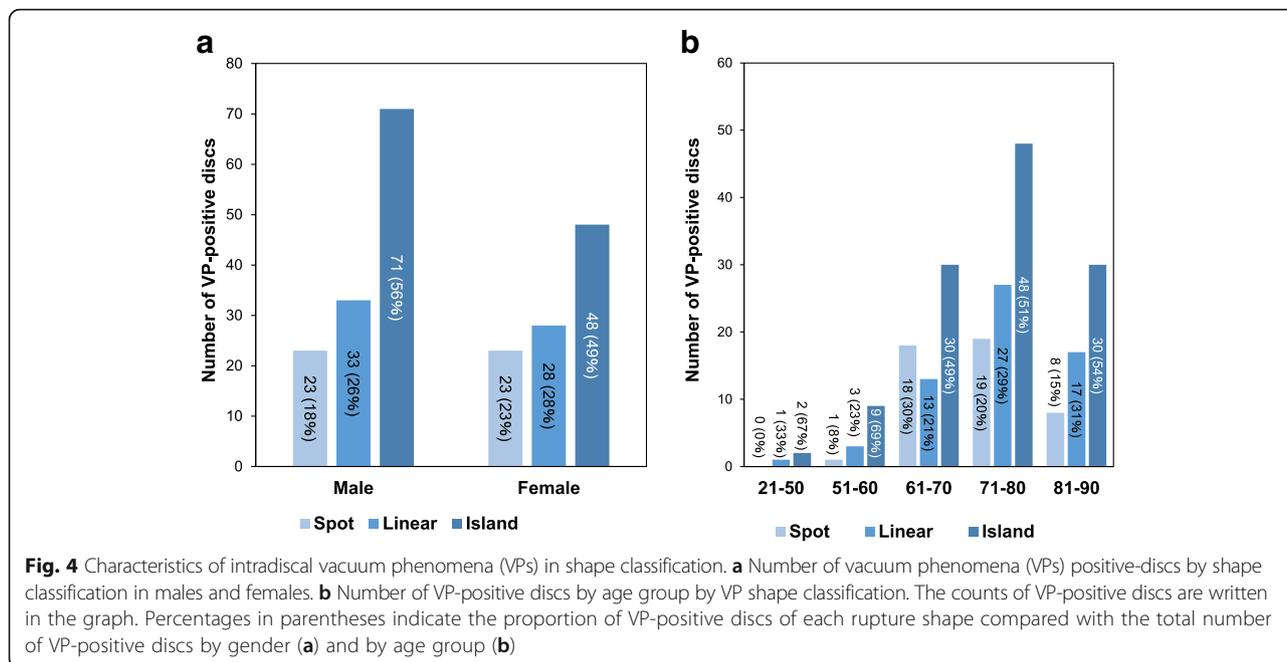 a
80
70
60
50
40
30
20
10
0
Number of VP-positive discs
23 (18%)
33 (26%)
71 (56%)
23 (23%)
28 (28%)
48 (49%)
Male
Female
Spot
Linear
Island
b
60
50
40
30
20
10
0
Number of VP-positive discs
0 (0%)
1 (33%)
2 (67%)
1 (8%)
3 (23%)
9 (69%)
18 (30%)
13 (21%)
30 (49%)
19 (20%)
27 (29%)
48 (51%)
8 (15%)
17 (31%)
30 (54%)
21-50
51-60
61-70
71-80
81-90
Spot
Linear
Island
Fig. 4 Characteristics of intradiscal vacuum phenomena (VPs) in shape classification. a Number of vacuum phenomena (VPs) positive-discs by shape
classification in males and females. b Number of VP-positive discs by age group by VP shape classification. The counts of VP-positive discs are written
in the graph. Percentages in parentheses indicate the proportion of VP-positive discs of each rupture shape compared with the total number
of VP-positive discs by gender (a) and by age group (b)